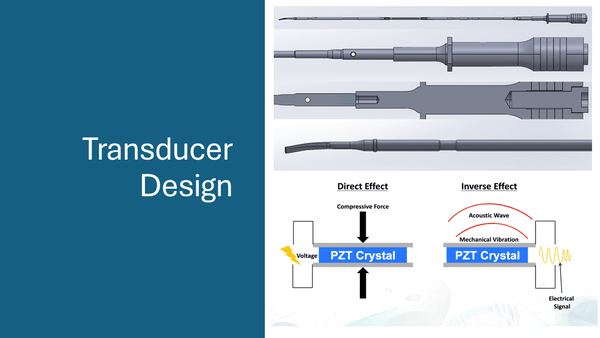 Transducer
Design
Direct Effect
Compressive Force
Voltage
PZT Crystal
Inverse Effect
Acoustic Wave
Mechanical Vibration
PZT Crystal
Electrical
Signal